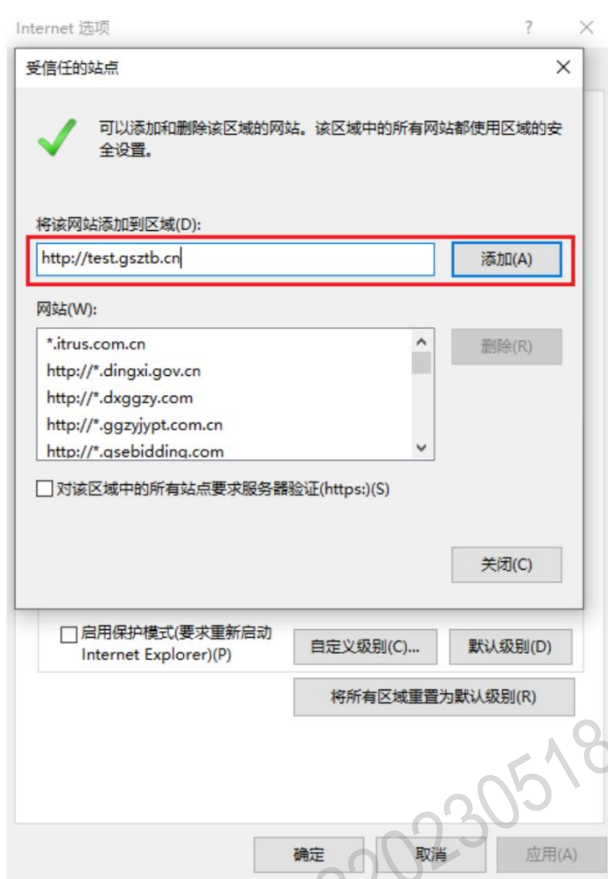 Internet 选项
受信任的站点
可以添加和删除该区域的网站。该区域中的所有网站都使用区域的安
全设置。
将该网站添加到区域(D):
http://test.gsztb.cn
添加(A)
网站(W):
*.itrus.com.cn
http://*.dingxi.gov.cn
http://*.dxggzy.com
http://*.ggzyjypt.com.cn
http://*.gsebidding.com
删除(R)
对该区域中的所有站点要求服务器验证(https:)(S)
关闭(C)
启用保护模式(要求重新启动
Internet Explorer)(P)
自定义级别(C)...
默认级别(D)
将所有区域重置为默认级别(R)
确定
取消
应用(A)
20230518